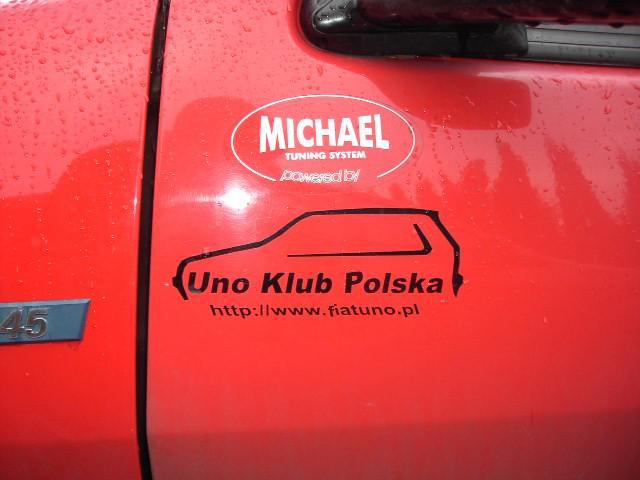 MICHAEL
TUNING SYSTEM
powered by
Uno Klub Polska
http://www.fiatuno.pl
45